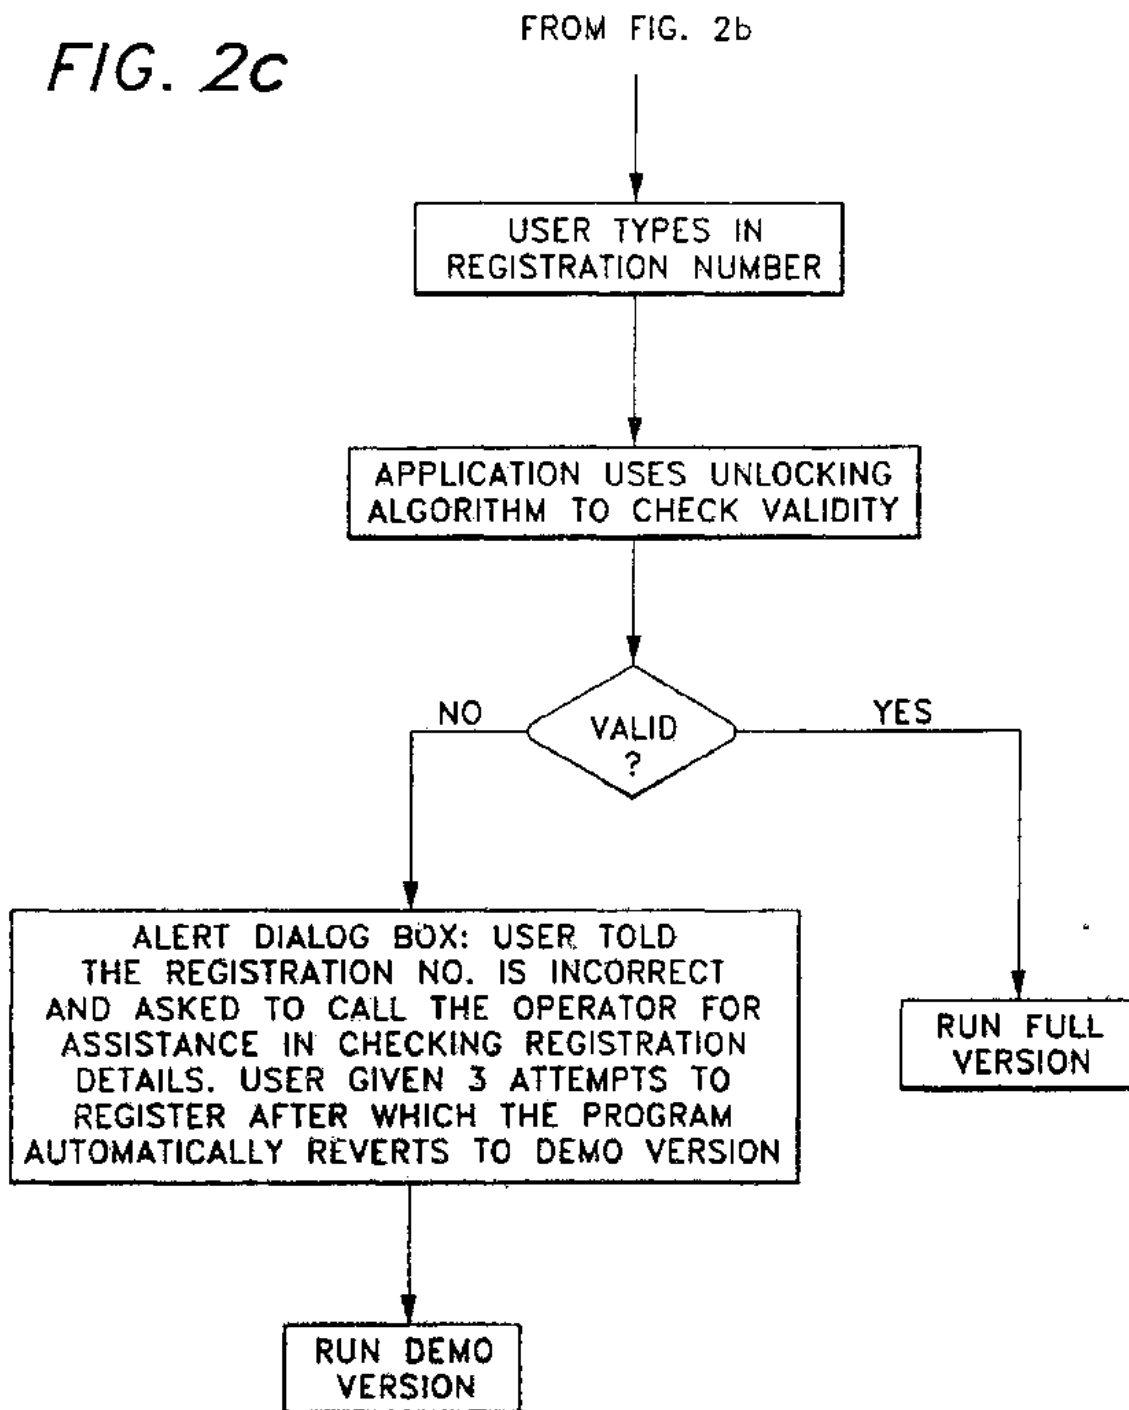 FROM FIG. 2b
FIG. 2c
USER TYPES IN
REGISTRATION NUMBER
APPLICATION USES UNLOCKING
ALGORITHM TO CHECK VALIDITY
NO
VALID
?
YES
ALERT DIALOG BOX: USER TOLD
THE REGISTRATION NO. IS INCORRECT
AND ASKED TO CALL THE OPERATOR FOR
ASSISTANCE IN CHECKING REGISTRATION
DETAILS. USER GIVEN 3 ATTEMPTS TO
REGISTER AFTER WHICH THE PROGRAM
AUTOMATICALLY REVERTS TO DEMO VERSION
RUN FULL
VERSION
RUN DEMO
VERSION